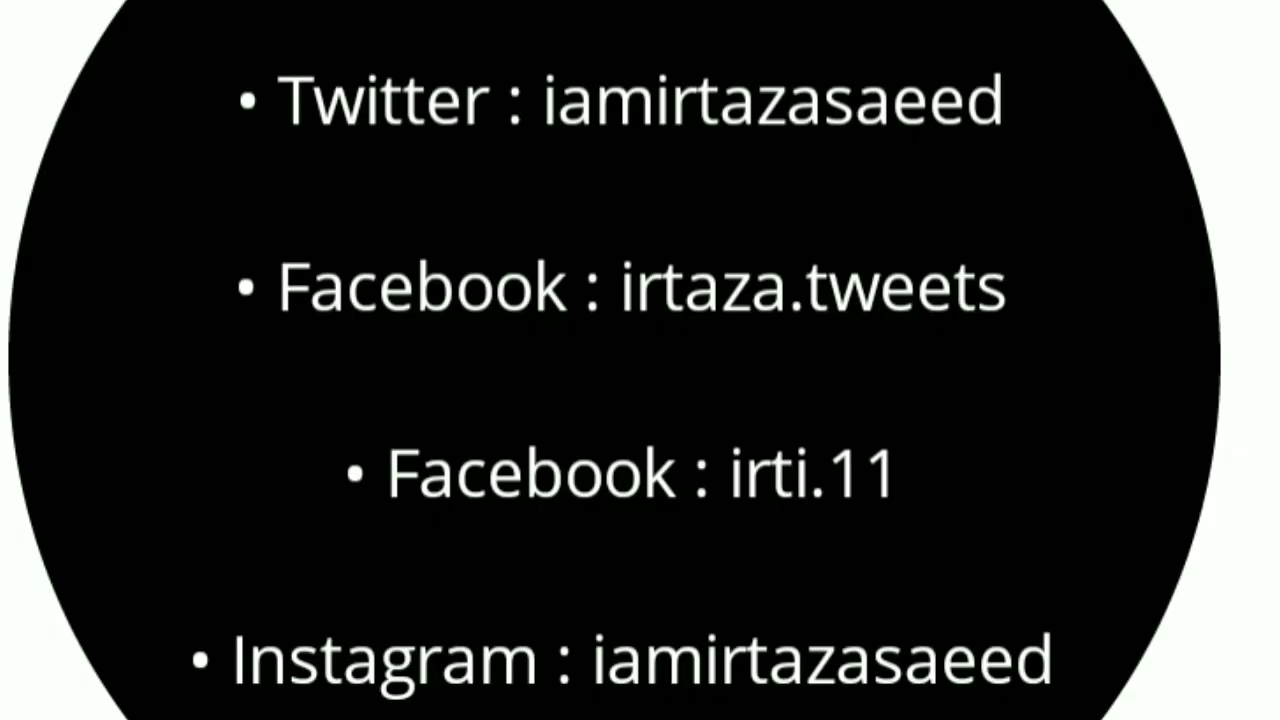 • Twitter : iamirtazasaeed
• Facebook : irtaza.tweets
• Facebook : irti.11
• Instagram : iamirtazasaeed